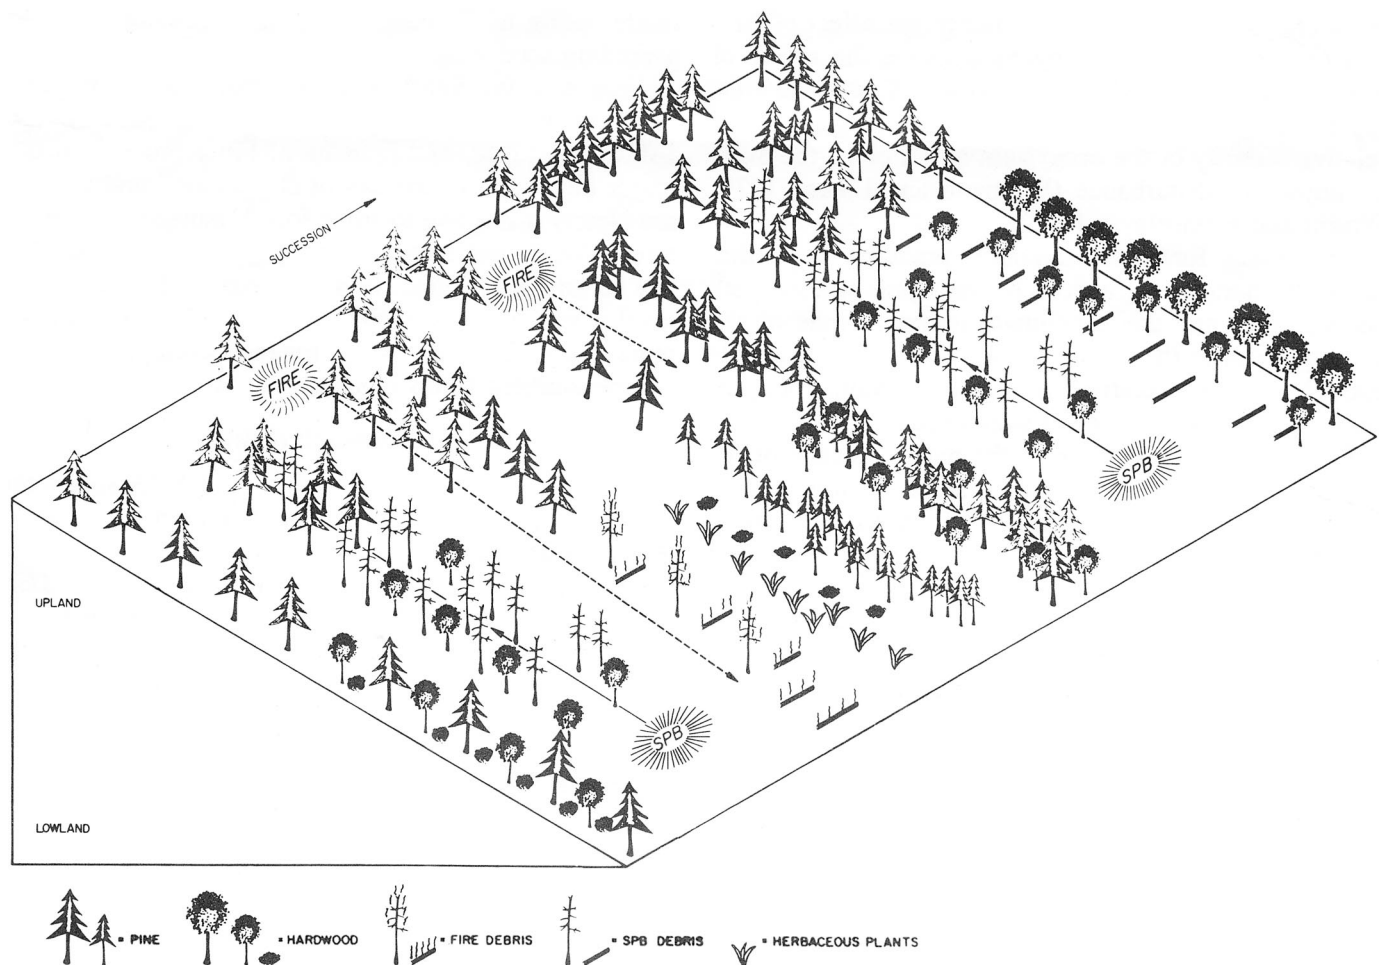 SUCCESSION
FIRE
FIRE
SPB
SPB
UPLAND
LOWLAND
= PINE
= HARDWOOD
= FIRE DEBRIS
= SPB DEBRIS
= HERBACEOUS PLANTS